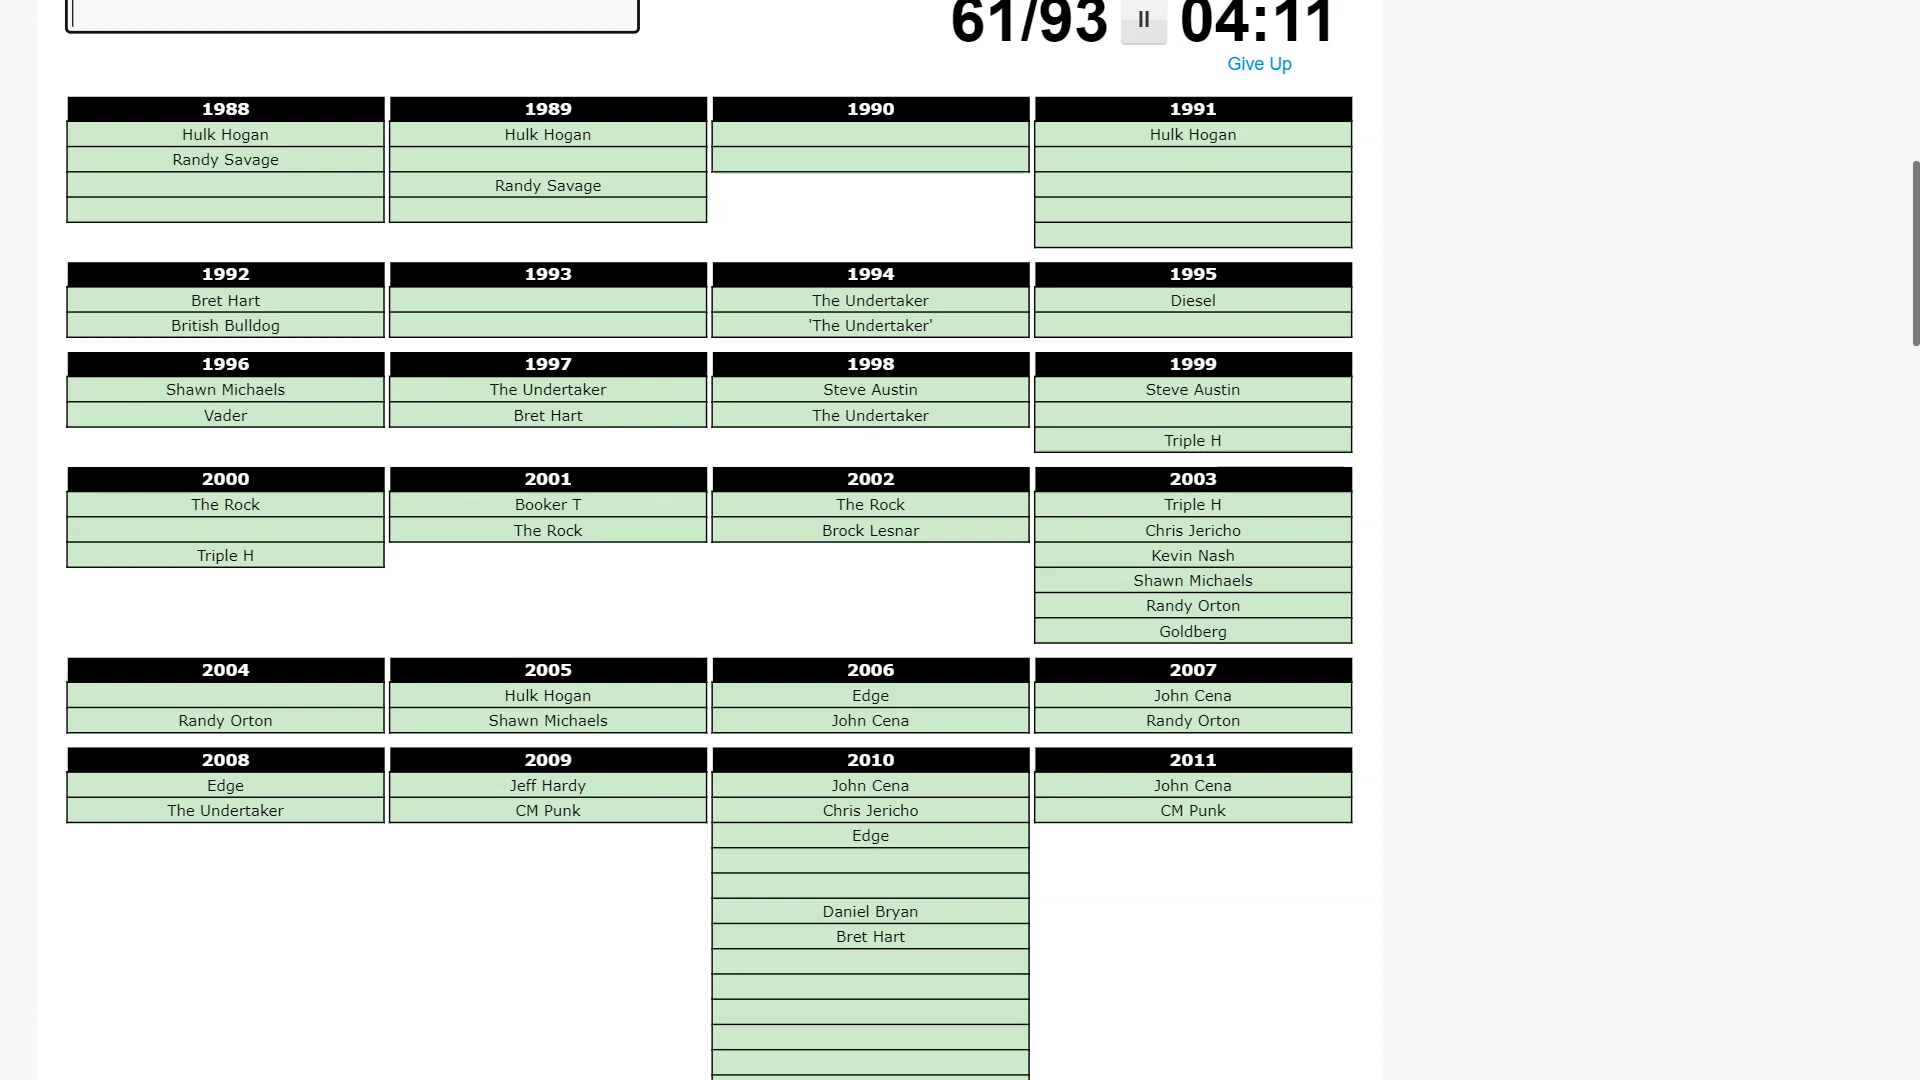 61/93 II 04:11
Give Up
1988 1989 1990 1991
Hulk Hogan Hulk Hogan Hulk Hogan
Randy Savage
Randy Savage
1992 1993 1994 1995
Bret Hart The Undertaker Diesel
British Bulldog 'The Undertaker'
1996 1997 1998 1999
Shawn Michaels The Undertaker Steve Austin Steve Austin
Vader Bret Hart The Undertaker
Triple H
2000 2001 2002 2003
The Rock Booker T The Rock Triple H
The Rock Brock Lesnar Chris Jericho
Triple H Kevin Nash
Shawn Michaels
Randy Orton
Goldberg
2004 2005 2006 2007
Hulk Hogan Edge John Cena
Randy Orton Shawn Michaels John Cena Randy Orton
2008 2009 2010 2011
Edge Jeff Hardy John Cena John Cena
The Undertaker CM Punk Chris Jericho CM Punk
Edge
Daniel Bryan
Bret Hart